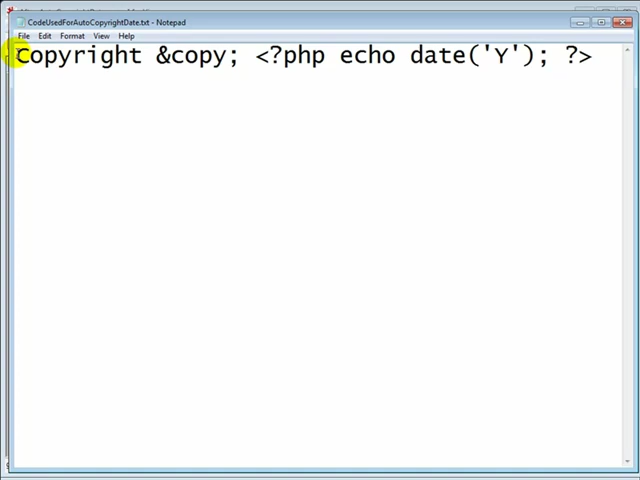 CodeUsedForAutoCopyrightDate.txt - Notepad
File Edit Format View Help
Copyright &copy; <?php echo date('Y'); ?>